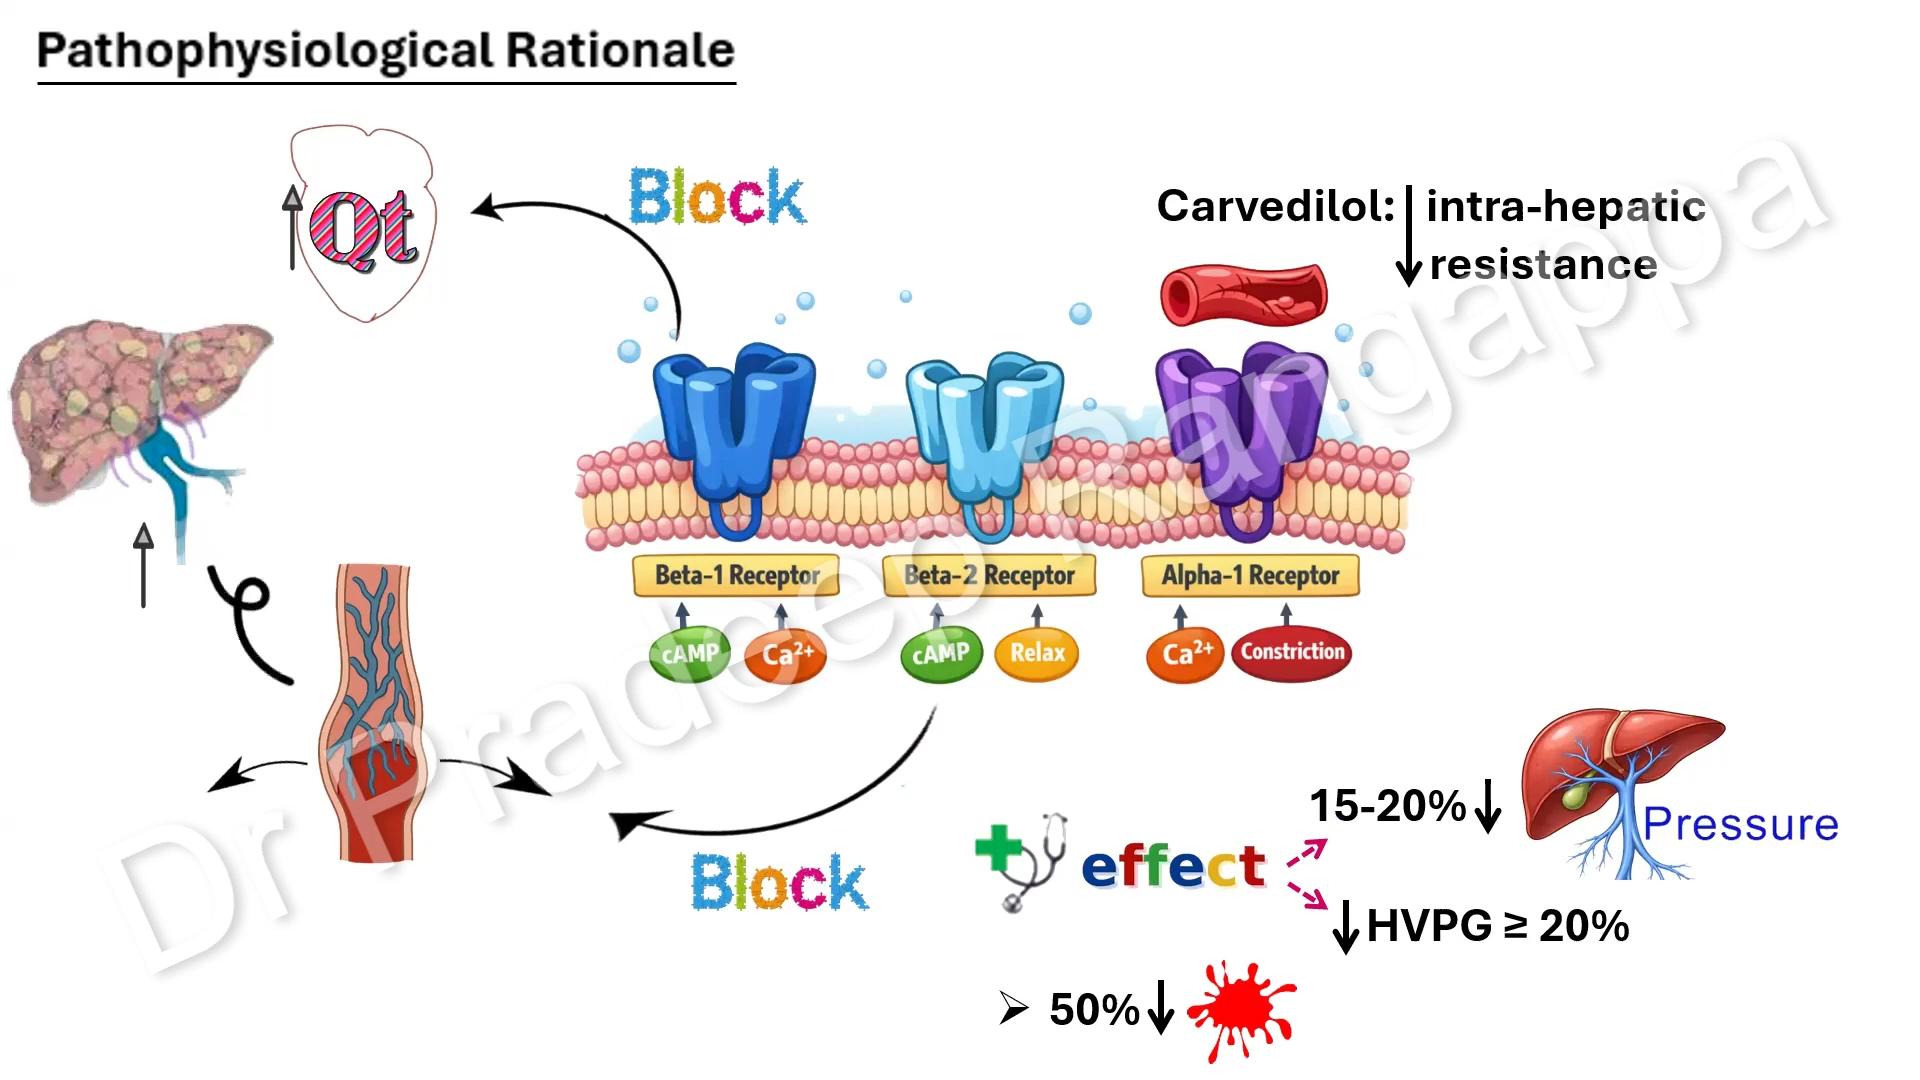 Pathophysiological Rationale
Qt
Block
Carvedilol: intra-hepatic
resistance
Beta-1 Receptor
Beta-2 Receptor
Alpha-1 Receptor
cAMP
Ca²⁺
cAMP
Relax
Ca²⁺
Constriction
Block
effect
15-20%
Pressure
HVPG ≥ 20%
50%
Dr Pradeep Rangappa